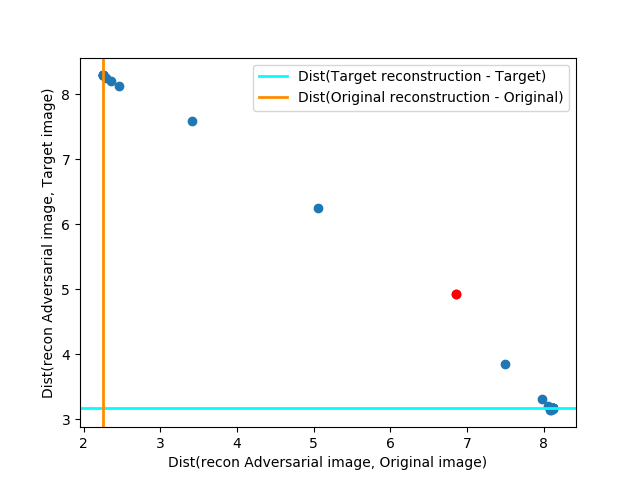 Dist(Target reconstruction - Target)
Dist(Original reconstruction - Original)
Dist(recon Adversarial image, Target image)
8
7
6
5
4
3
2 3 4 5 6 7 8
Dist(recon Adversarial image, Original image)